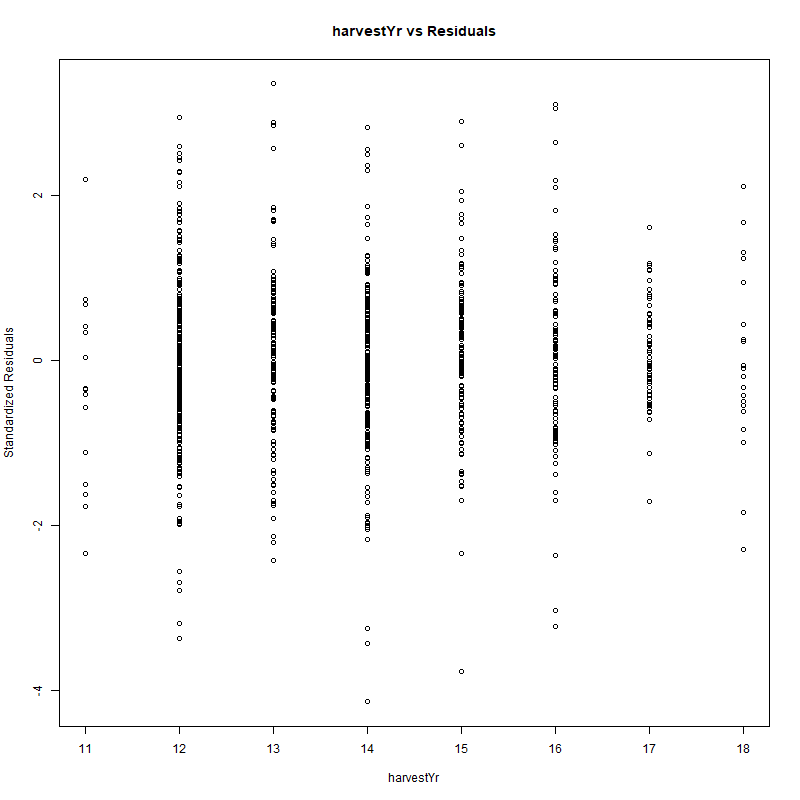 harvestYr vs Residuals
Standardized Residuals
2
0
-2
-4
11 12 13 14 15 16 17 18
harvestYr